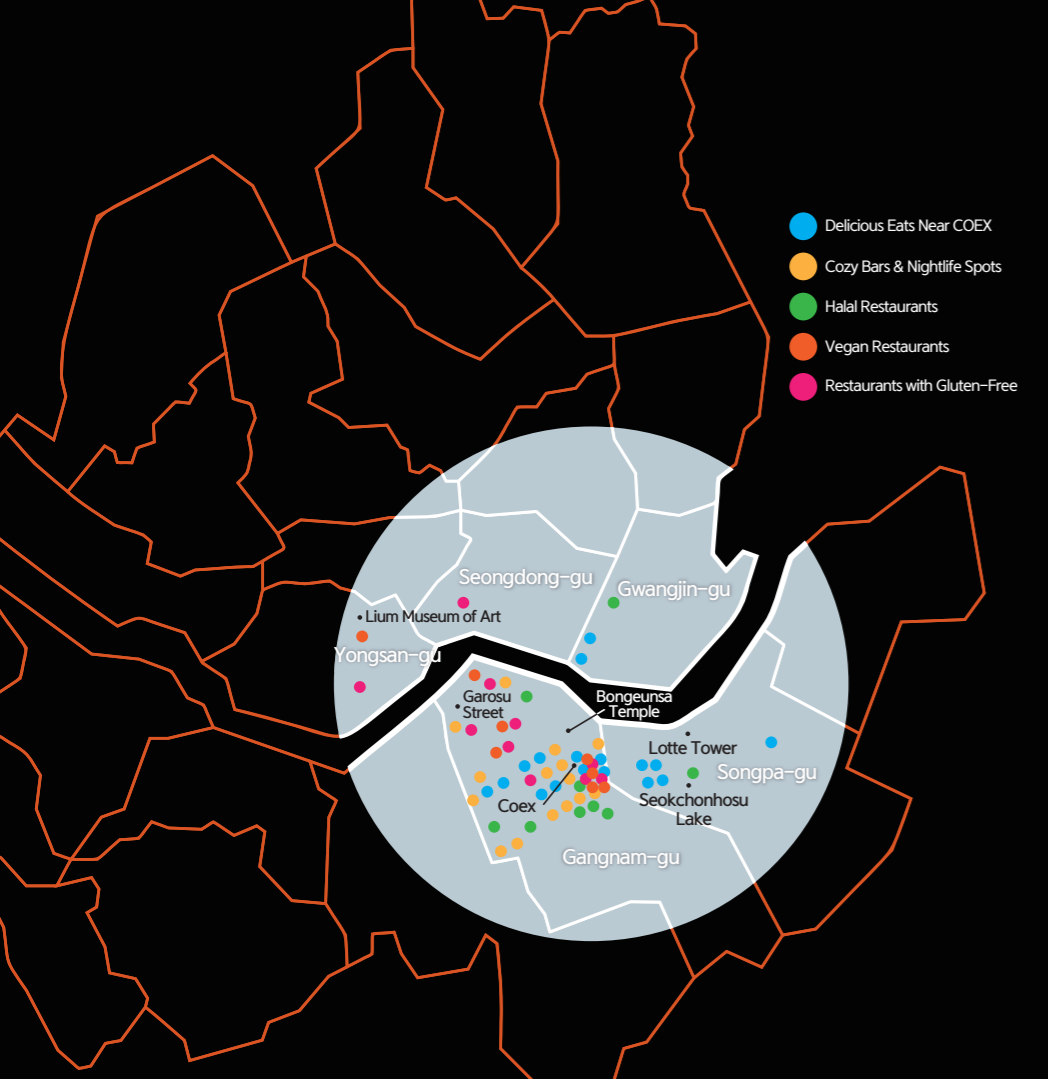 Delicious Eats Near COEX
Cozy Bars & Nightlife Spots
Halal Restaurants
Vegan Restaurants
Restaurants with Gluten-Free
Seongdong-gu
Gwangjin-gu
Lium Museum of Art
Yongsan-gu
Garosu
Street
Bongeunsa
Temple
Lotte Tower
Songpa-gu
Coex
Seokchonhosu
Lake
Gangnam-gu